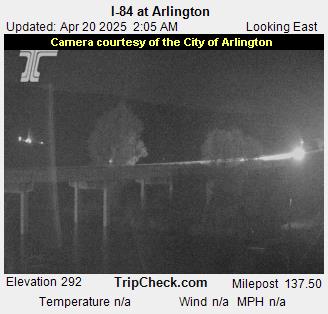 I-84 at Arlington
Updated: Apr 20 2025 2:05 AM Looking East
Camera courtesy of the City of Arlington
Elevation 292 TripCheck.com Milepost 137.50
Temperature n/a Wind n/a MPH n/a